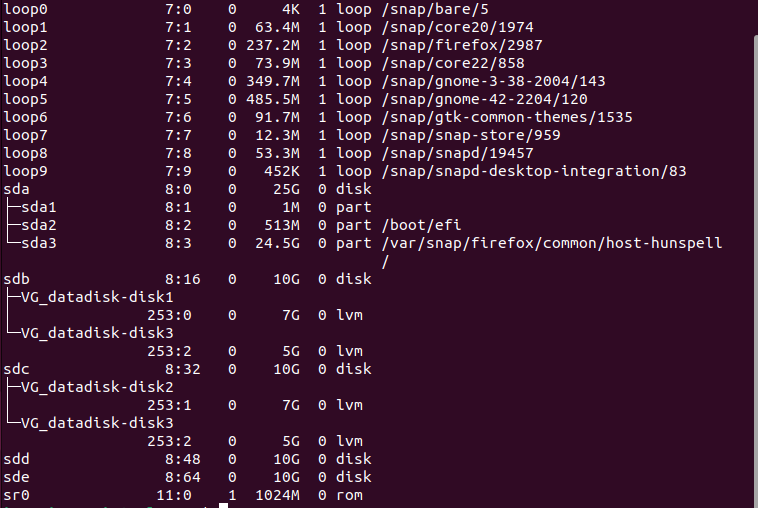 loop0 7:0 0 4K 1 loop /snap/bare/5
loop1 7:1 0 63.4M 1 loop /snap/core20/1974
loop2 7:2 0 237.2M 1 loop /snap/firefox/2987
loop3 7:3 0 73.9M 1 loop /snap/core22/858
loop4 7:4 0 349.7M 1 loop /snap/gnome-3-38-2004/143
loop5 7:5 0 485.5M 1 loop /snap/gnome-42-2204/120
loop6 7:6 0 91.7M 1 loop /snap/gtk-common-themes/1535
loop7 7:7 0 12.3M 1 loop /snap/snap-store/959
loop8 7:8 0 53.3M 1 loop /snap/snapd/19457
loop9 7:9 0 452K 1 loop /snap/snapd-desktop-integration/83
sda 8:0 0 25G 0 disk
├─sda1 8:1 0 1M 0 part
├─sda2 8:2 0 513M 0 part /boot/efi
└─sda3 8:3 0 24.5G 0 part /var/snap/firefox/common/host-hunspell
/
sdb 8:16 0 10G 0 disk
├─VG_datadisk-disk1
253:0 0 7G 0 lvm
└─VG_datadisk-disk3
253:2 0 5G 0 lvm
sdc 8:32 0 10G 0 disk
├─VG_datadisk-disk2
253:1 0 7G 0 lvm
└─VG_datadisk-disk3
253:2 0 5G 0 lvm
sdd 8:48 0 10G 0 disk
sde 8:64 0 10G 0 disk
sr0 11:0 1 1024M 0 rom